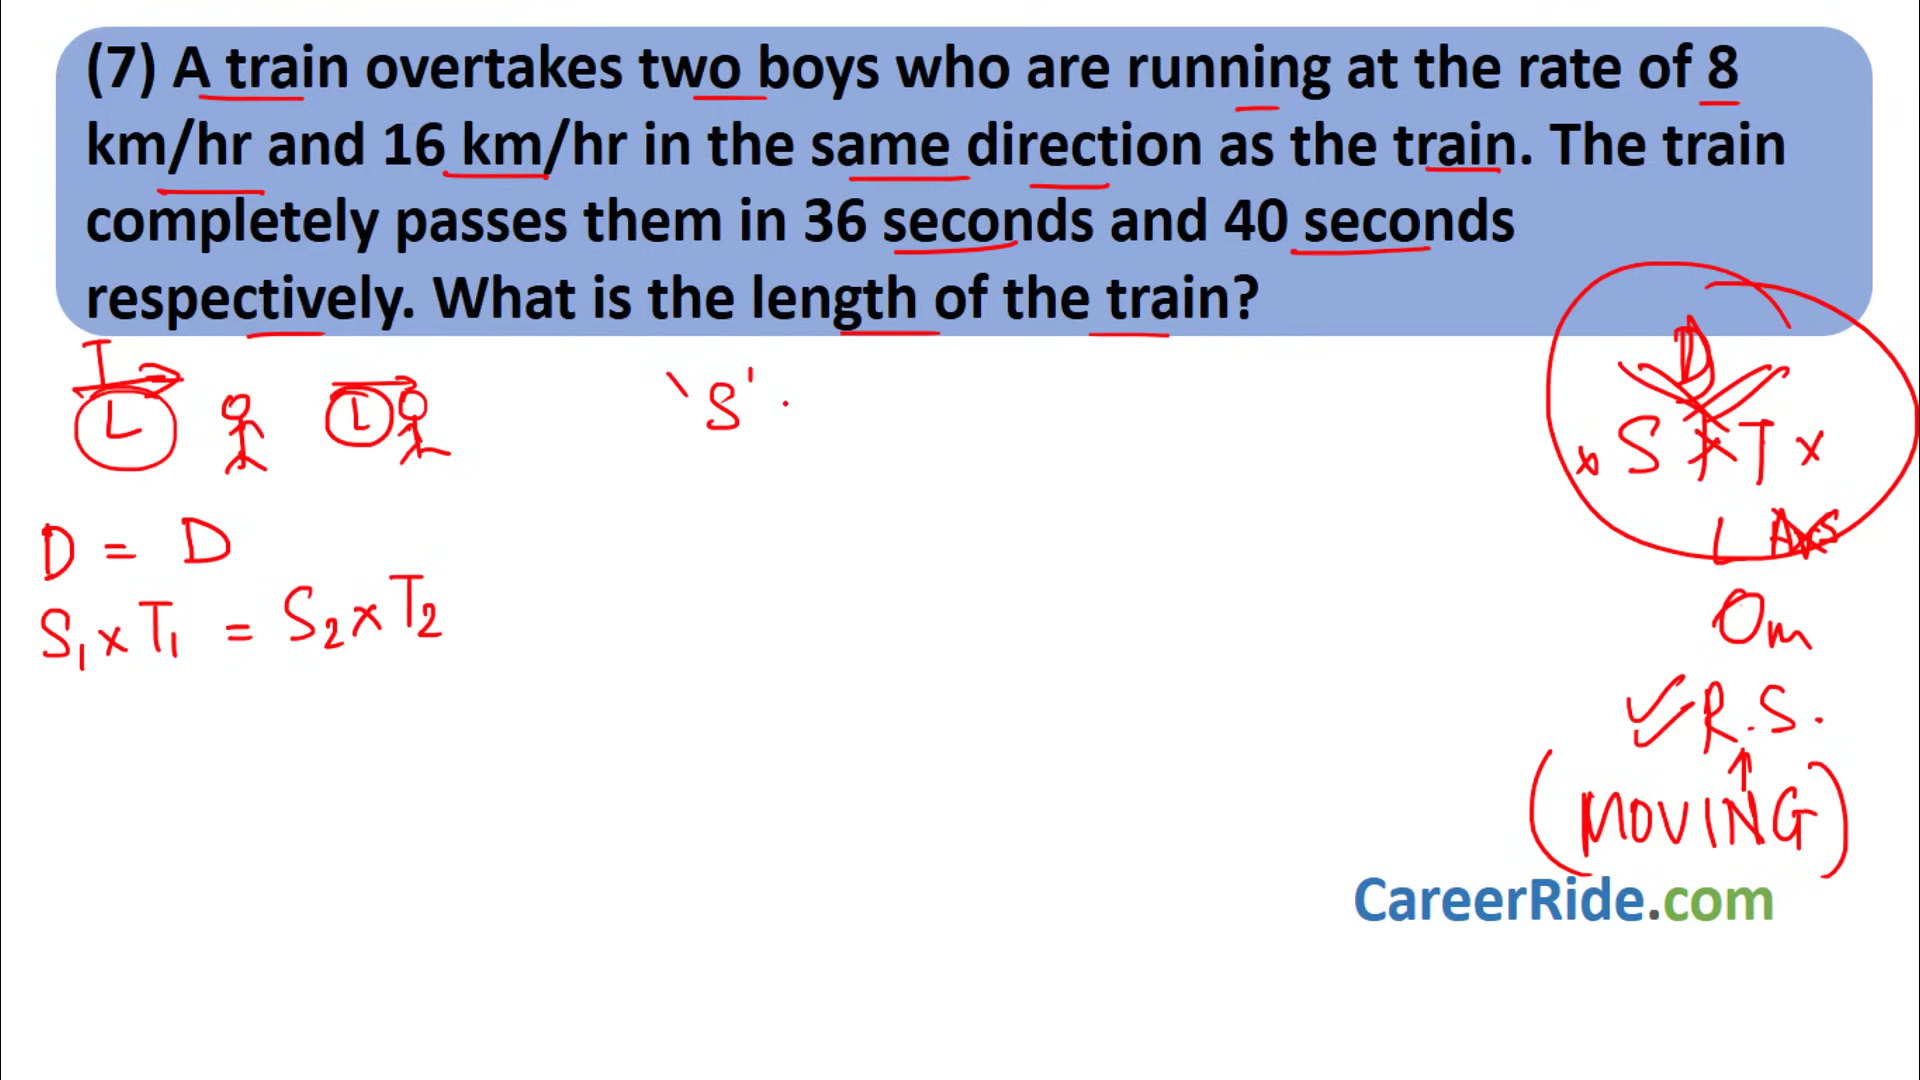 (7) A train overtakes two boys who are running at the rate of 8
km/hr and 16 km/hr in the same direction as the train. The train
completely passes them in 36 seconds and 40 seconds
respectively. What is the length of the train?
T
L
L
'S'
D
S × T
L
D = D
S₁ × T₁ = S₂ × T₂
0m
R.S.
(MOVING)
CareerRide.com